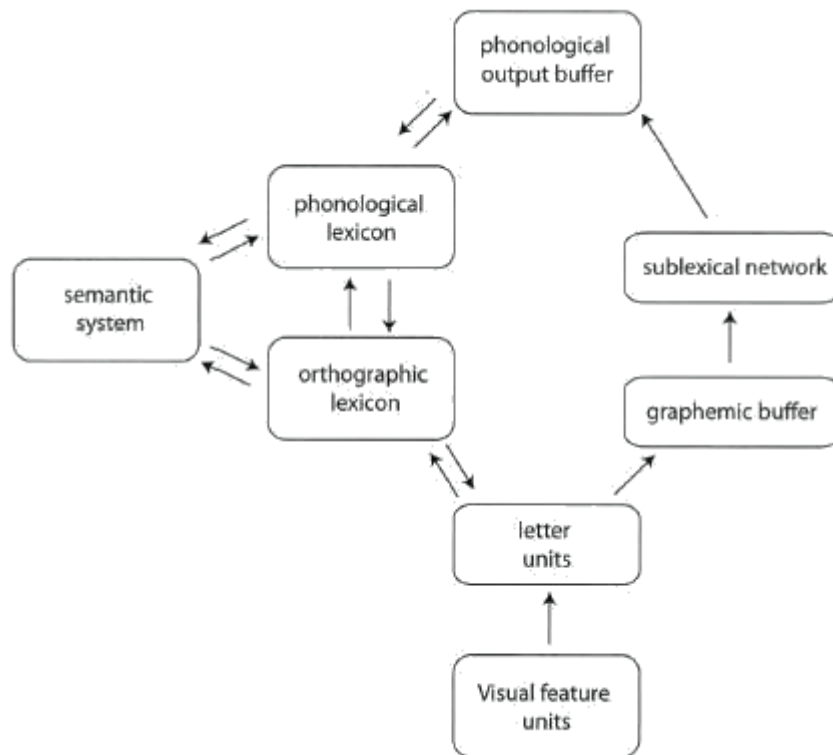 phonological
output buffer
phonological
lexicon
sublexical network
semantic
system
orthographic
lexicon
graphemic buffer
letter
units
Visual feature
units